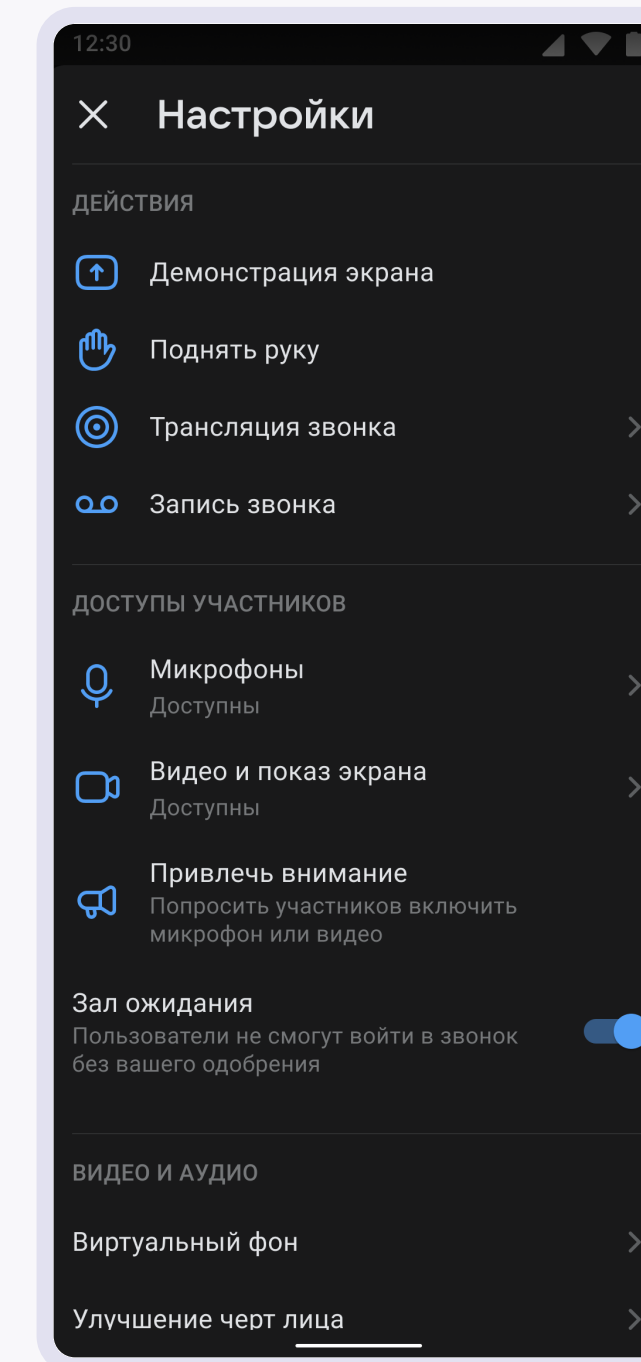 12:30
Настройки
ДЕЙСТВИЯ
Демонстрация экрана
Поднять руку
Трансляция звонка
Запись звонка
ДОСТУПЫ УЧАСТНИКОВ
Микрофоны
Доступны
Видео и показ экрана
Доступны
Привлечь внимание
Попросить участников включить
микрофон или видео
Зал ожидания
Пользователи не смогут войти в звонок
без вашего одобрения
ВИДЕО И АУДИО
Виртуальный фон
Улучшение черт лица